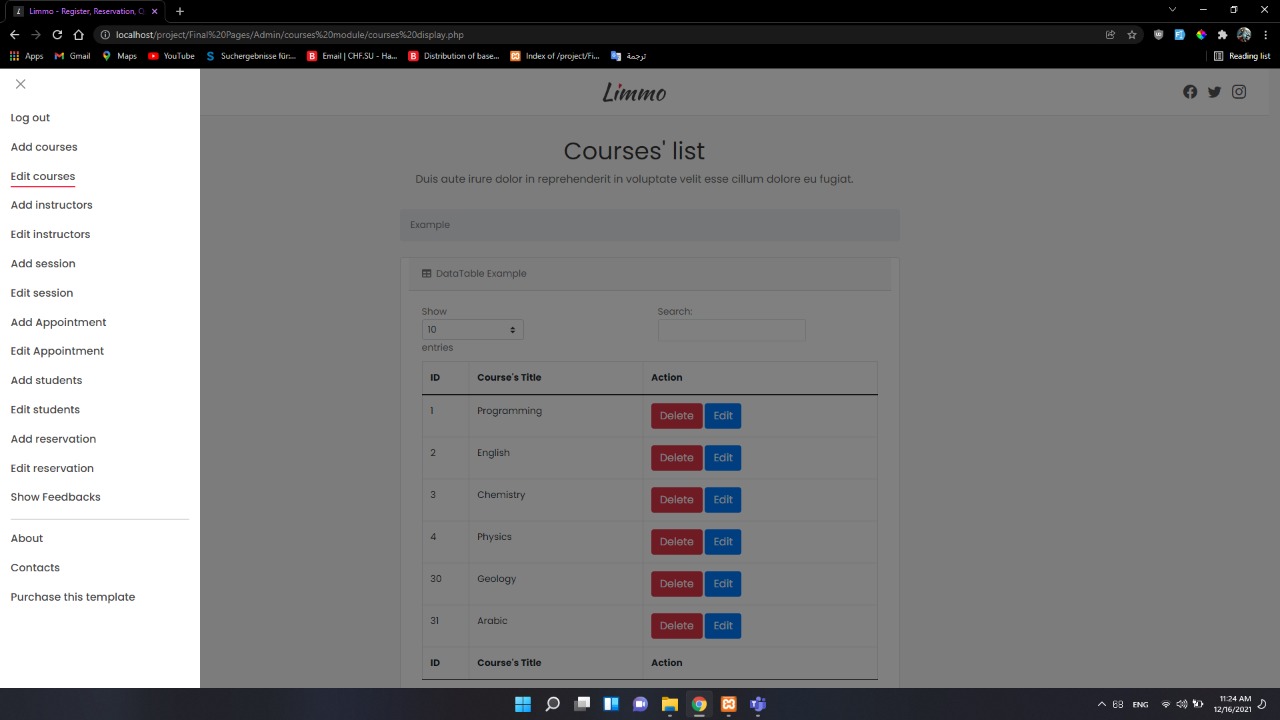 Limmo - Register, Reservation, C
localhost/project/Final%20Pages/Admin/courses%20module/courses%20display.php
Apps
Gmail
Maps
YouTube
Suchergebnisse für:...
Email | CHF.SU - Ha...
Distribution of base...
Index of /project/Fi...
ترجمة
Reading list
Log out
Add courses
Edit courses
Add instructors
Edit instructors
Add session
Edit session
Add Appointment
Edit Appointment
Add students
Edit students
Add reservation
Edit reservation
Show Feedbacks
About
Contacts
Purchase this template
Limmo
Courses' list
Duis aute irure dolor in reprehenderit in voluptate velit esse cillum dolore eu fugiat.
Example
DataTable Example
Show
10
entries
Search:
ID Course's Title Action
1 Programming Delete Edit
2 English Delete Edit
3 Chemistry Delete Edit
4 Physics Delete Edit
30 Geology Delete Edit
31 Arabic Delete Edit
ID Course's Title Action
ENG
11:24 AM
12/16/2021